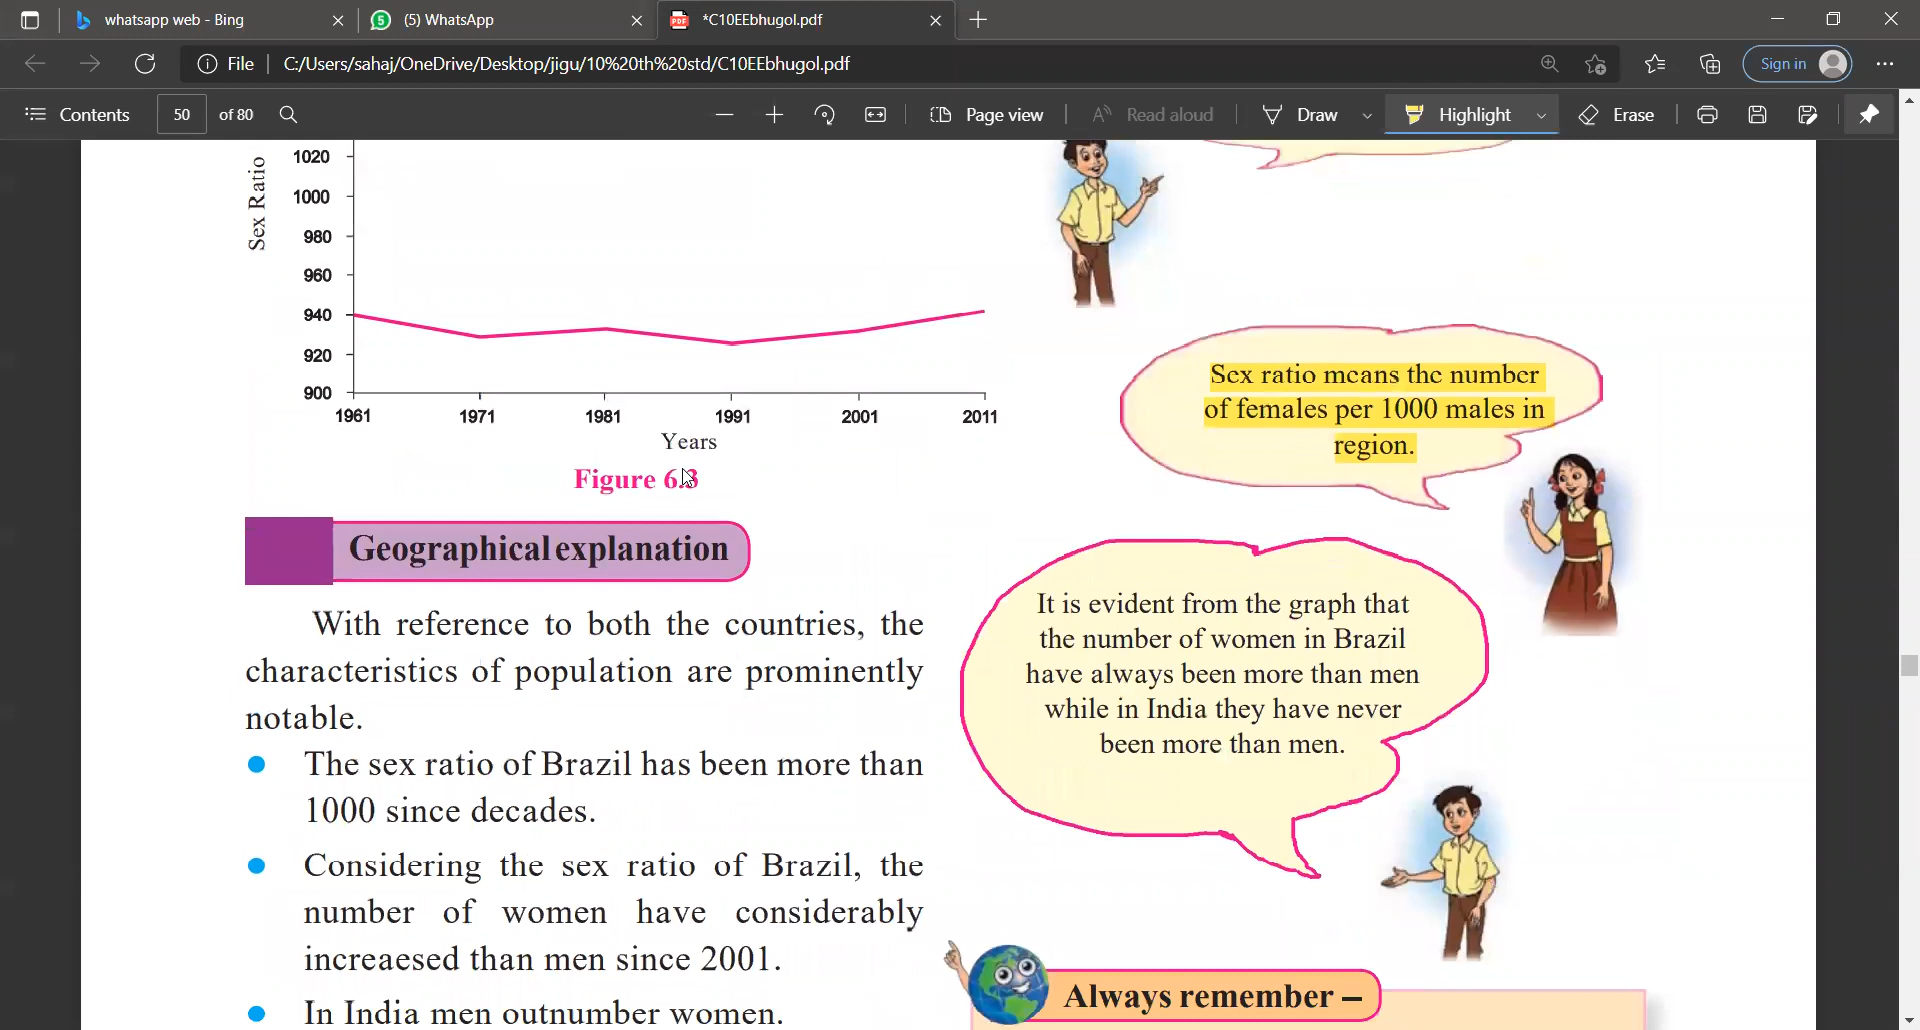 whatsapp web - Bing
(5) WhatsApp
*C10EEbhugol.pdf
File
C:/Users/sahaj/OneDrive/Desktop/jigu/10%20th%20std/C10EEbhugol.pdf
Sign in
Contents
50
of 80
Page view
Read aloud
Draw
Highlight
Erase
Sex Ratio
1020
1000
980
960
940
920
900
1961 1971 1981 1991 2001 2011
Years
Figure 6.3
Geographical explanation
With reference to both the countries, the
characteristics of population are prominently
notable.
The sex ratio of Brazil has been more than
1000 since decades.
Considering the sex ratio of Brazil, the
number of women have considerably
increaesed than men since 2001.
In India men outnumber women.
Sex ratio means the number
of females per 1000 males in
region.
It is evident from the graph that
the number of women in Brazil
have always been more than men
while in India they have never
been more than men.
Always remember –